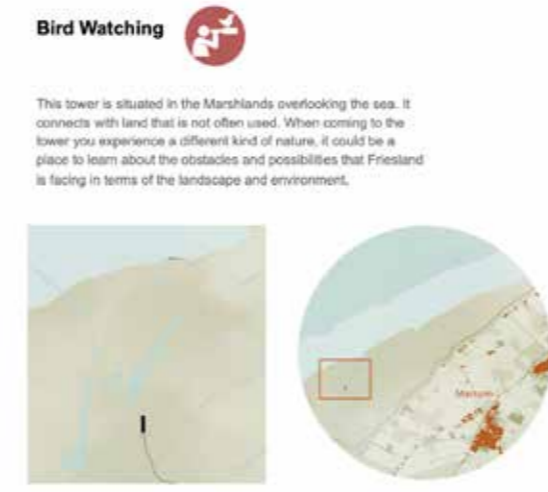 Bird Watching
This tower is situated in the Marshlands overlooking the sea. It
connects with land that is not often used. When coming to the
tower you experience a different kind of nature, it could be a
place to learn about the obstacles and possibilities that Friesland
is facing in terms of the landscape and environment.